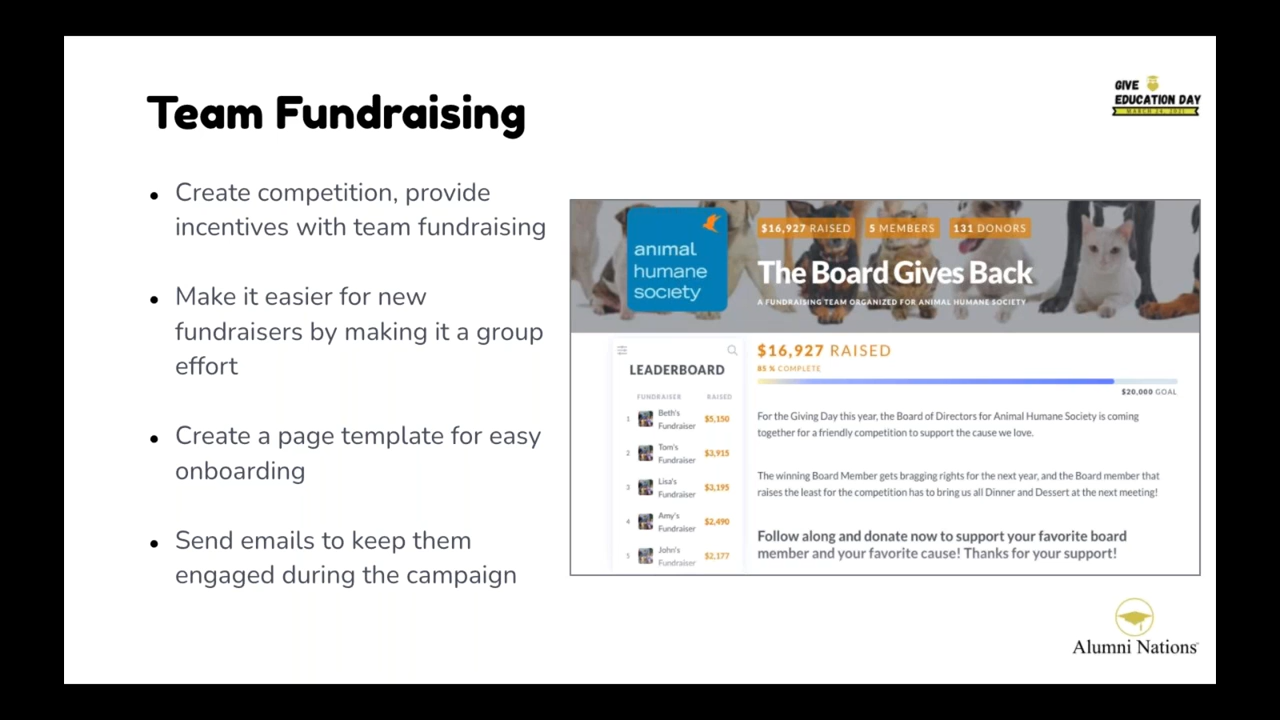 Team Fundraising
GIVE
EDUCATION DAY
Create competition, provide
incentives with team fundraising
Make it easier for new
fundraisers by making it a group
effort
Create a page template for easy
onboarding
Send emails to keep them
engaged during the campaign
animal
humane
society
$16,927 RAISED 5 MEMBERS 131 DONORS
The Board Gives Back
A FUNDRAISING TEAM ORGANIZED FOR ANIMAL HUMANE SOCIETY
LEADERBOARD
FUNDRAISER RAISED
1 Beth's Fundraiser $5,150
2 Tom's Fundraiser $3,915
3 Lisa's Fundraiser $3,195
4 Amy's Fundraiser $2,490
5 John's Fundraiser $2,177
$16,927 RAISED
85 % COMPLETE
$20,000 GOAL
For the Giving Day this year, the Board of Directors for Animal Humane Society is coming
together for a friendly competition to support the cause we love.
The winning Board Member gets bragging rights for the next year, and the Board member that
raises the least for the competition has to bring us all Dinner and Dessert at the next meeting!
Follow along and donate now to support your favorite board
member and your favorite cause! Thanks for your support!
Alumni Nations